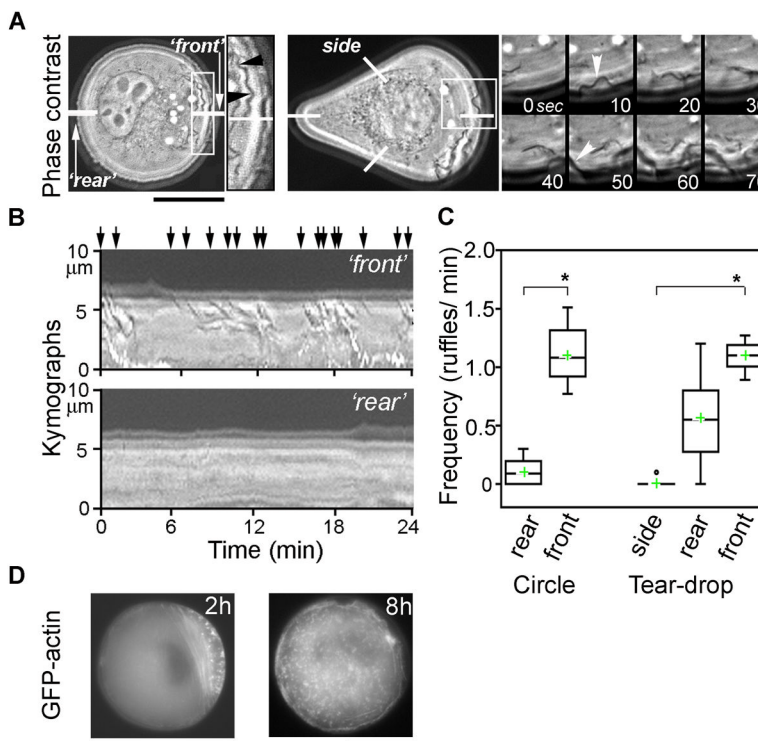 A
Phase contrast
'front'
'rear'
side
0 sec
10
20
30
40
50
60
70
B
Kymographs
10
μm
5
0
'front'
10
μm
5
0
'rear'
0
6
12
18
24
Time (min)
C
Frequency (ruffles/ min)
2.0
1.5
1.0
0.5
0
*
*
rear
front
side
rear
front
Circle
Tear-drop
D
GFP-actin
2h
8h